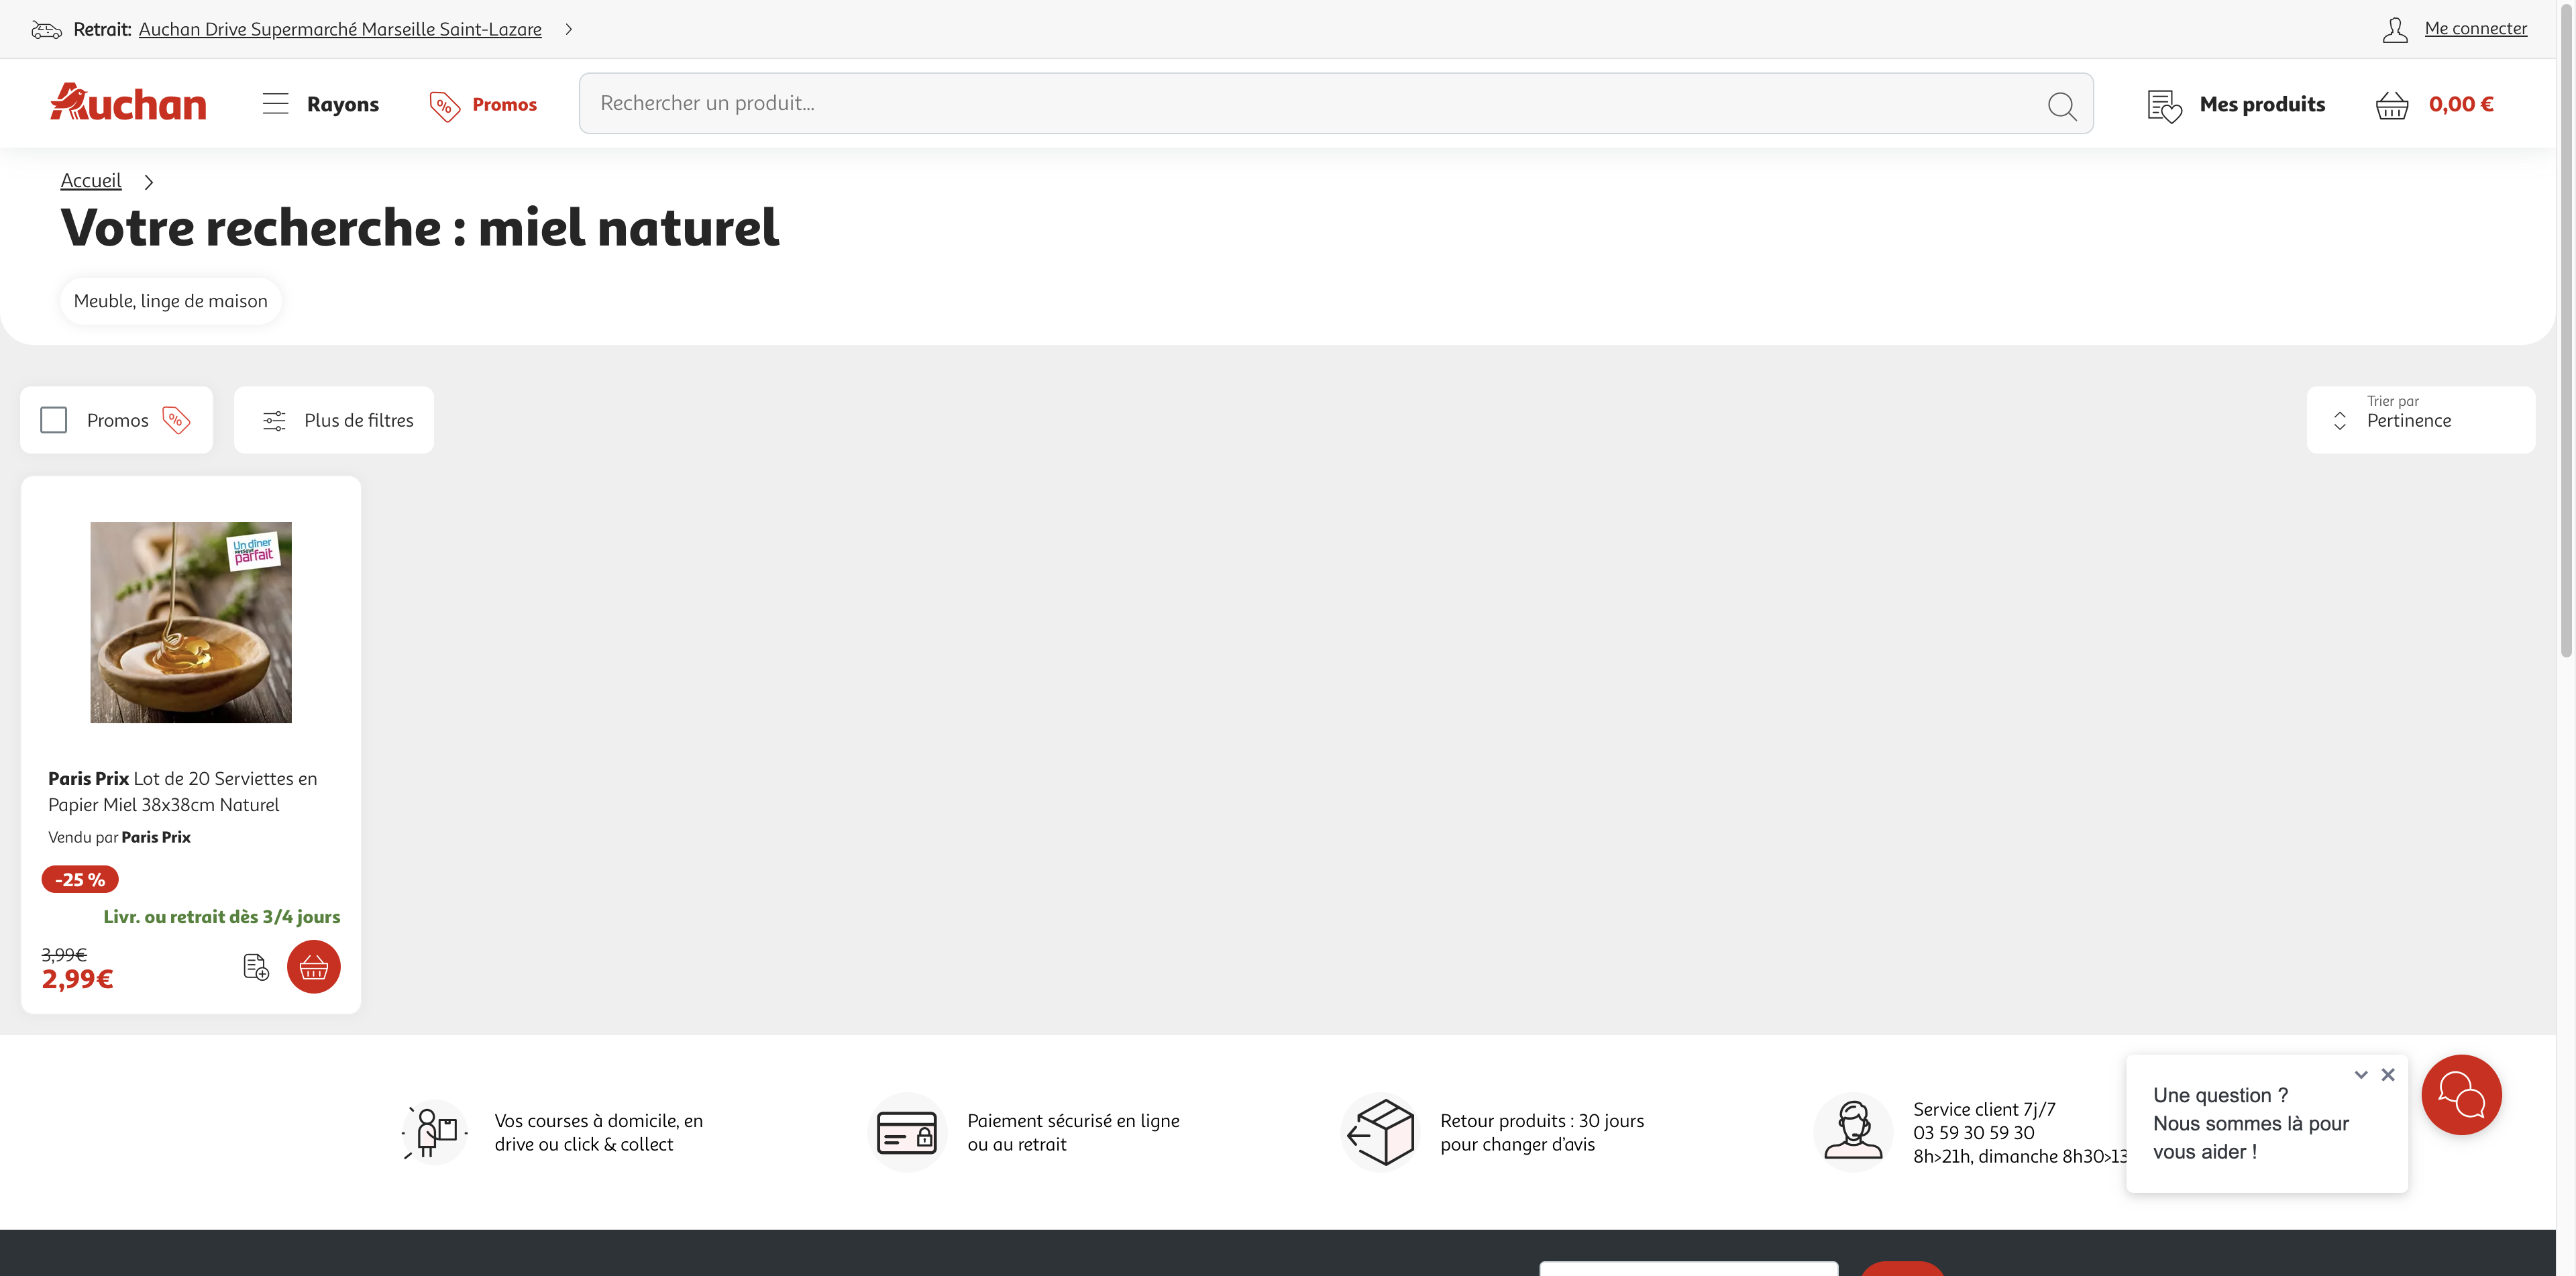 Retrait: Auchan Drive Supermarché Marseille Saint-Lazare
Me connecter
Auchan
Rayons
Promos
Rechercher un produit...
Mes produits
0,00 €
Accueil
Votre recherche : miel naturel
Meuble, linge de maison
Promos
Plus de filtres
Trier par
Pertinence
Un dîner
parfait
Paris Prix Lot de 20 Serviettes en
Papier Miel 38x38cm Naturel
Vendu par Paris Prix
-25 %
Livr. ou retrait dès 3/4 jours
3,99€
2,99€
Vos courses à domicile, en
drive ou click & collect
Paiement sécurisé en ligne
ou au retrait
Retour produits : 30 jours
pour changer d'avis
Service client 7j/7
03 59 30 59 30
8h>21h, dimanche 8h30>13
Une question ?
Nous sommes là pour
vous aider !